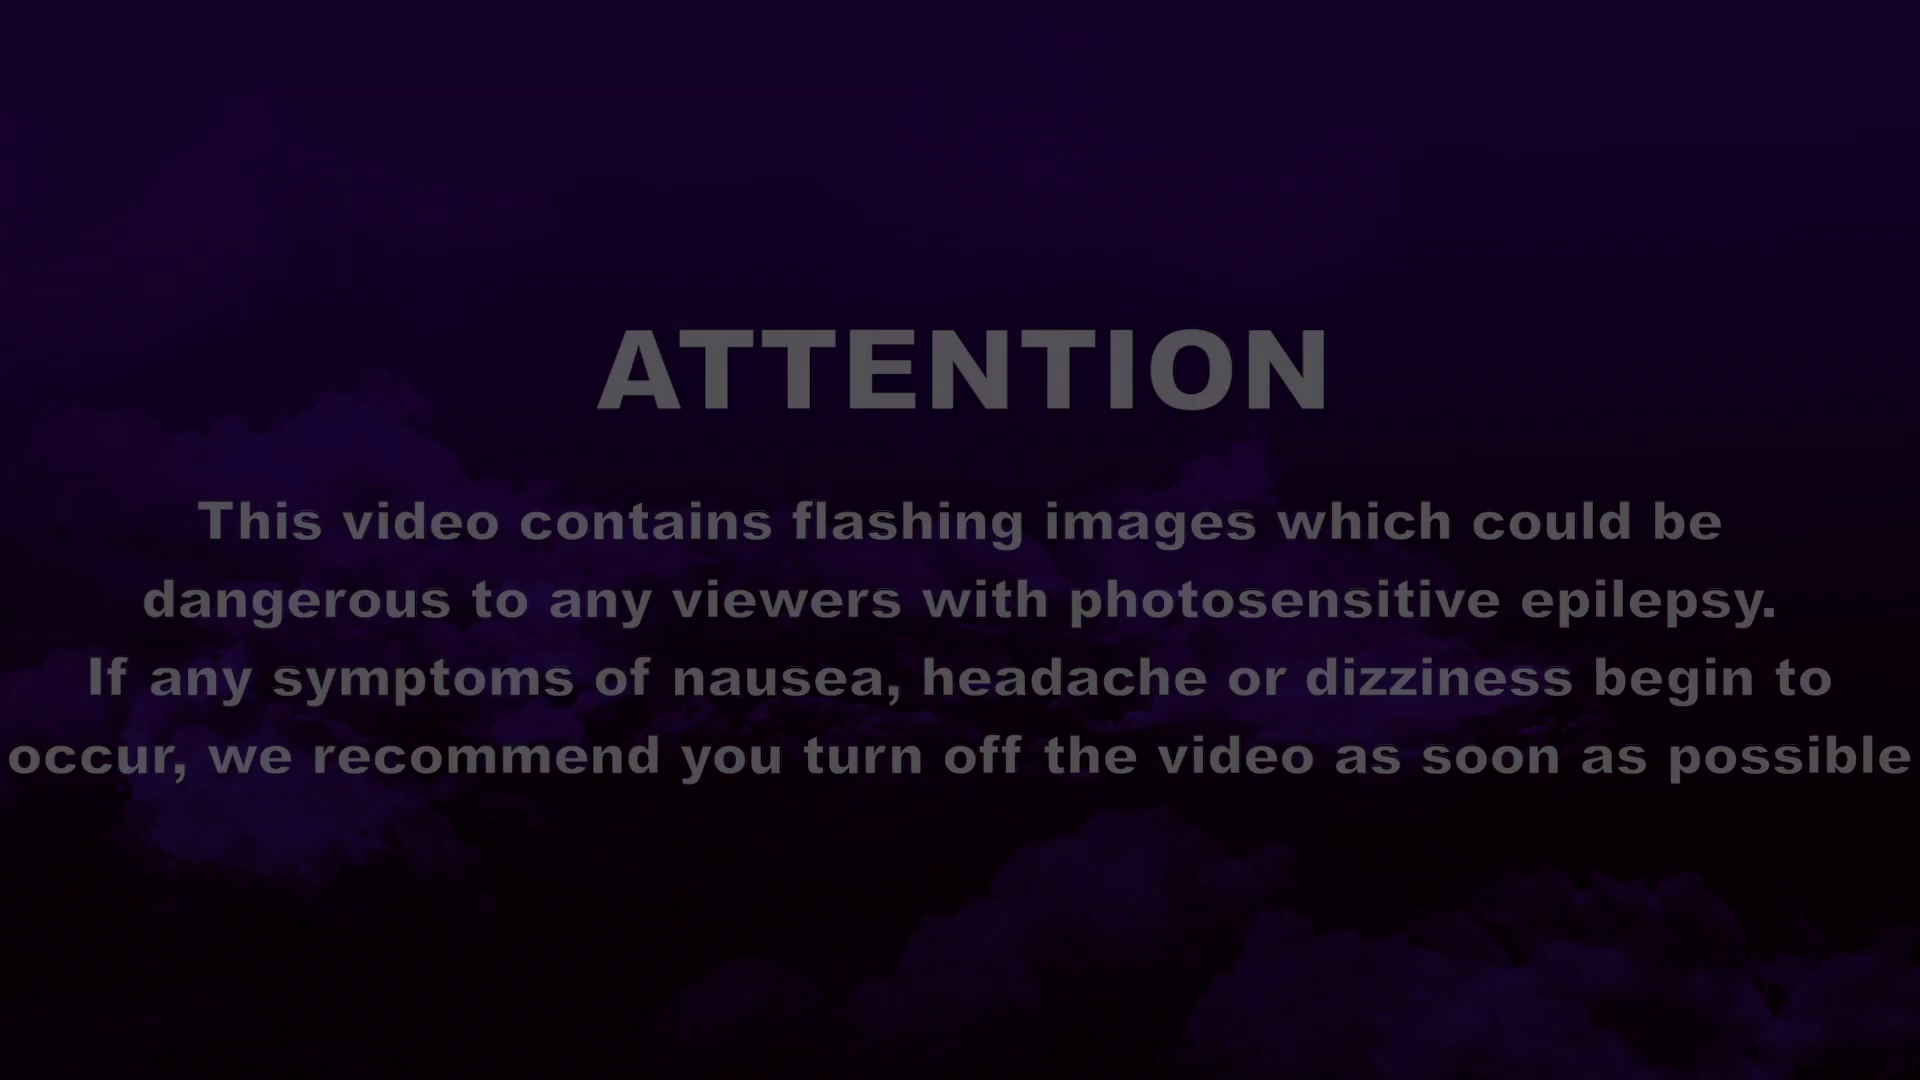 ATTENTION
This video contains flashing images which could be
dangerous to any viewers with photosensitive epilepsy.
If any symptoms of nausea, headache or dizziness begin to
occur, we recommend you turn off the video as soon as possible